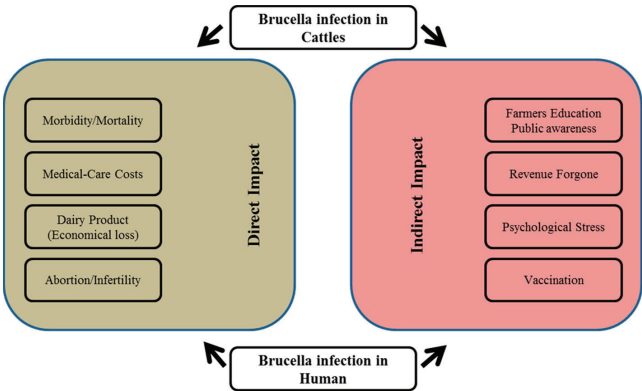 Brucella infection in
Cattles
Morbidity/Mortality
Medical-Care Costs
Dairy Product
(Economical loss)
Abortion/Infertility
Direct Impact
Indirect Impact
Farmers Education
Public awareness
Revenue Forgone
Psychological Stress
Vaccination
Brucella infection in
Human